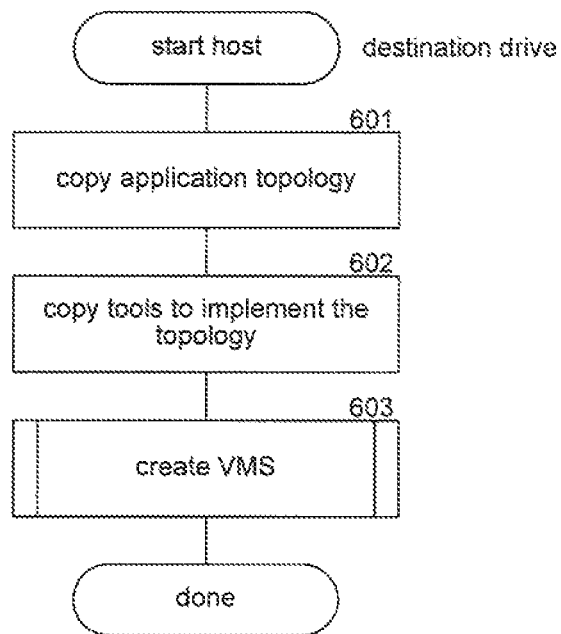 start host
destination drive
601
copy application topology
602
copy tools to implement the
topology
603
create VMS
done